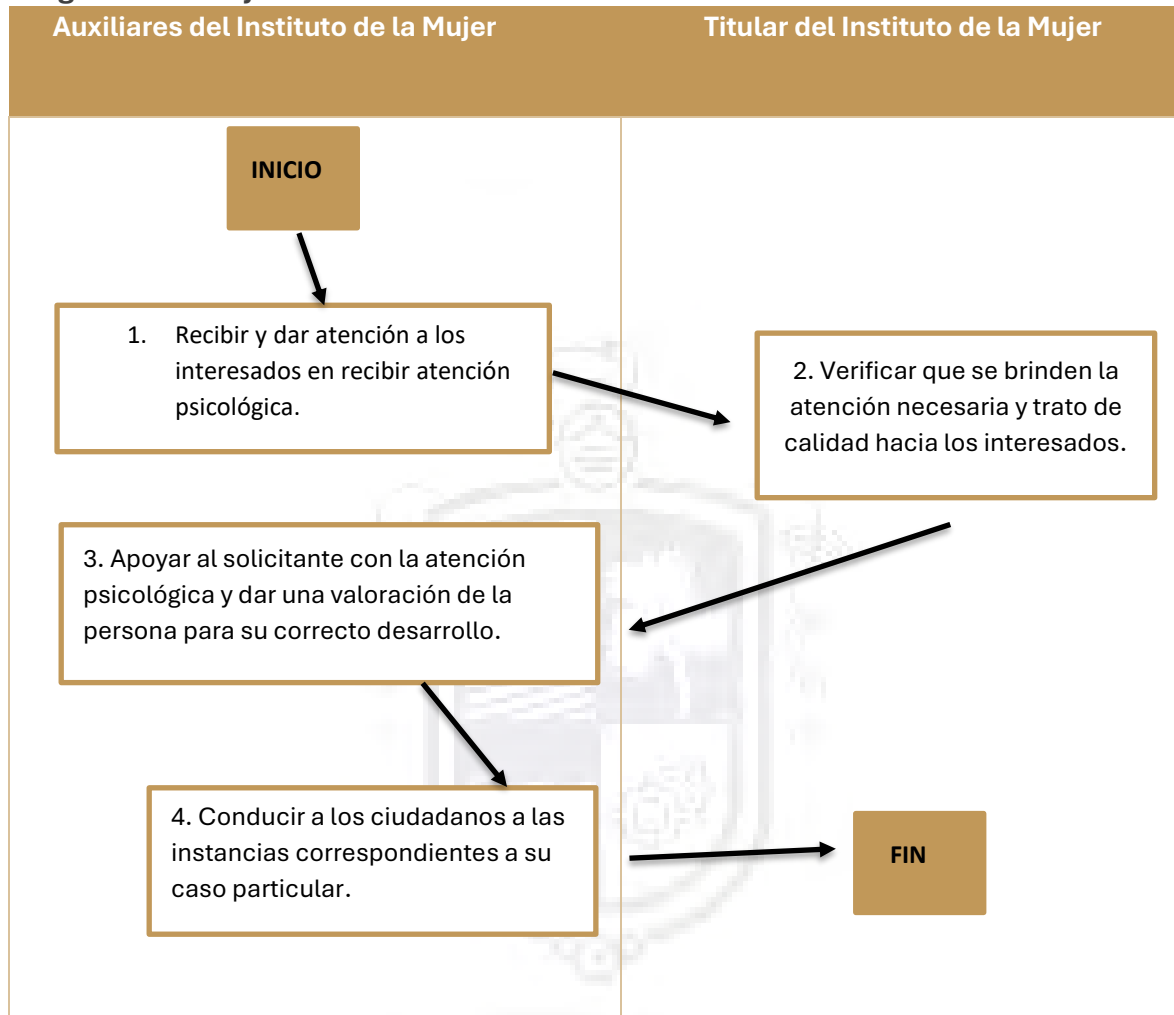 Auxiliares del Instituto de la Mujer
Titular del Instituto de la Mujer
INICIO
1. Recibir y dar atención a los
interesados en recibir atención
psicológica.
2. Verificar que se brinden la
atención necesaria y trato de
calidad hacia los interesados.
3. Apoyar al solicitante con la atención
psicológica y dar una valoración de la
persona para su correcto desarrollo.
4. Conducir a los ciudadanos a las
instancias correspondientes a su
caso particular.
FIN